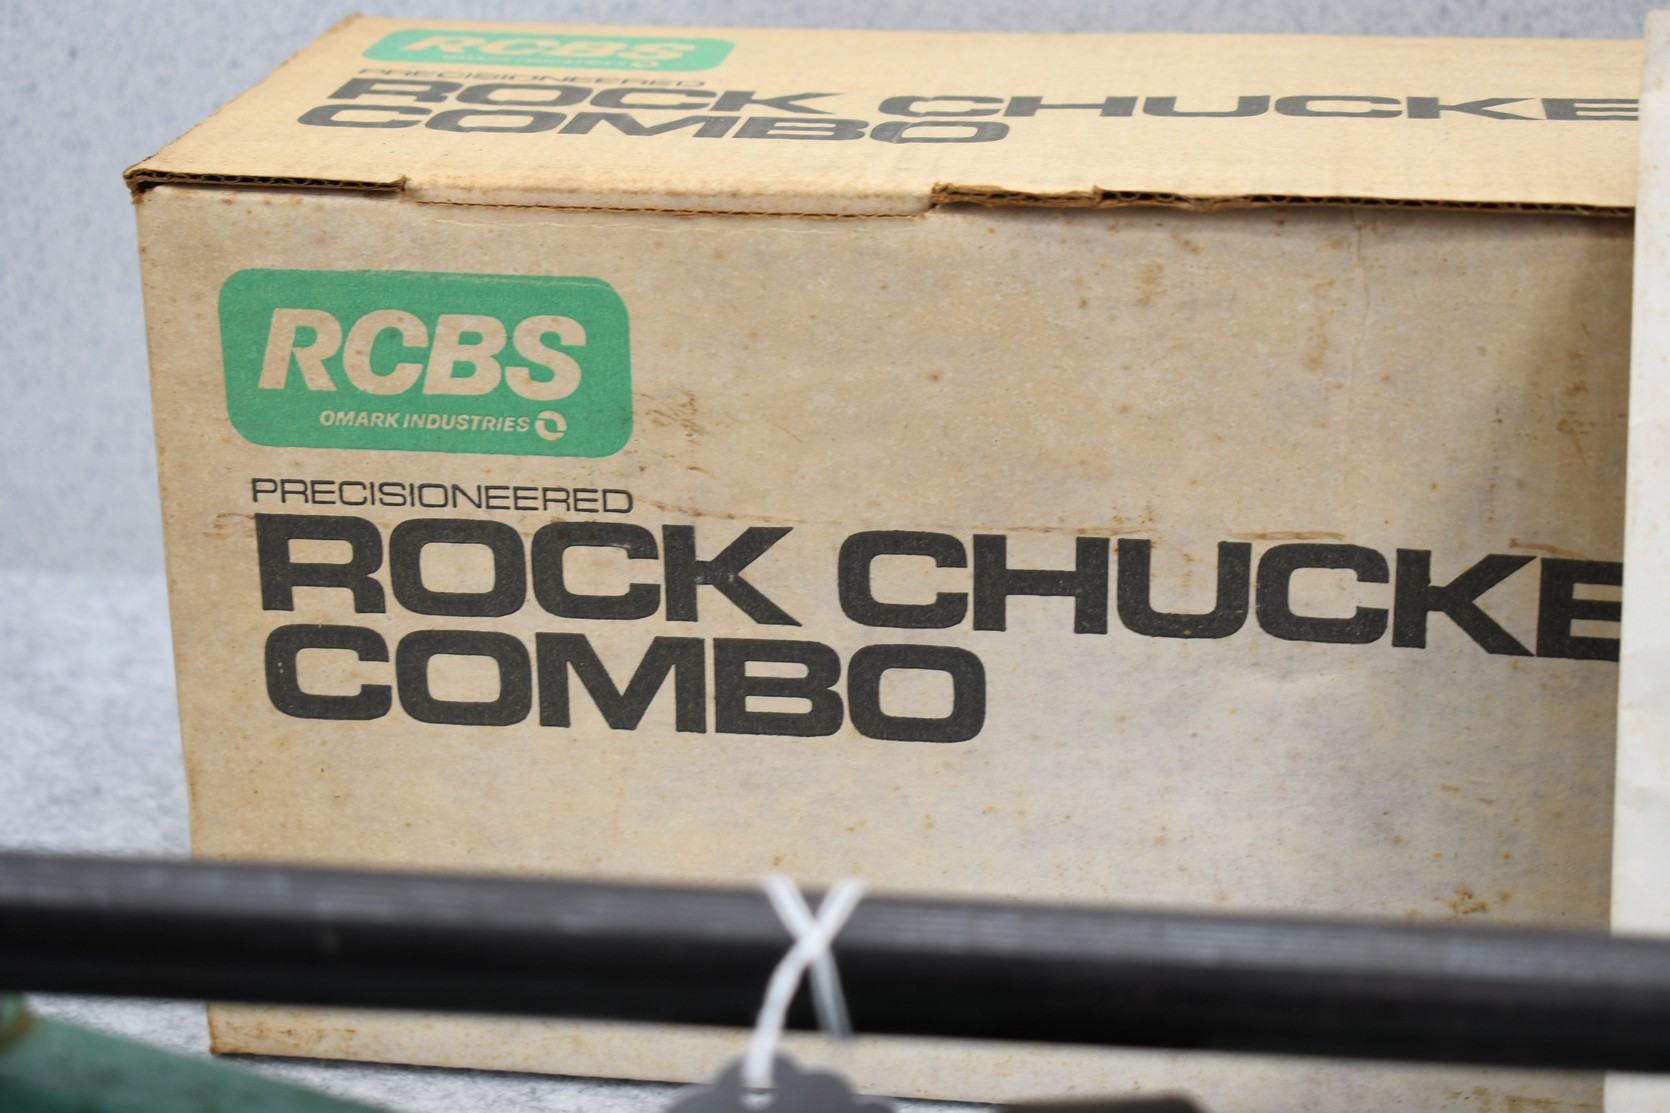 RCBS
PRECISIONEERED
ROCK CHUCKE
COMBO
RCBS
OMARK INDUSTRIES
PRECISIONEERED
ROCK CHUCKE
COMBO